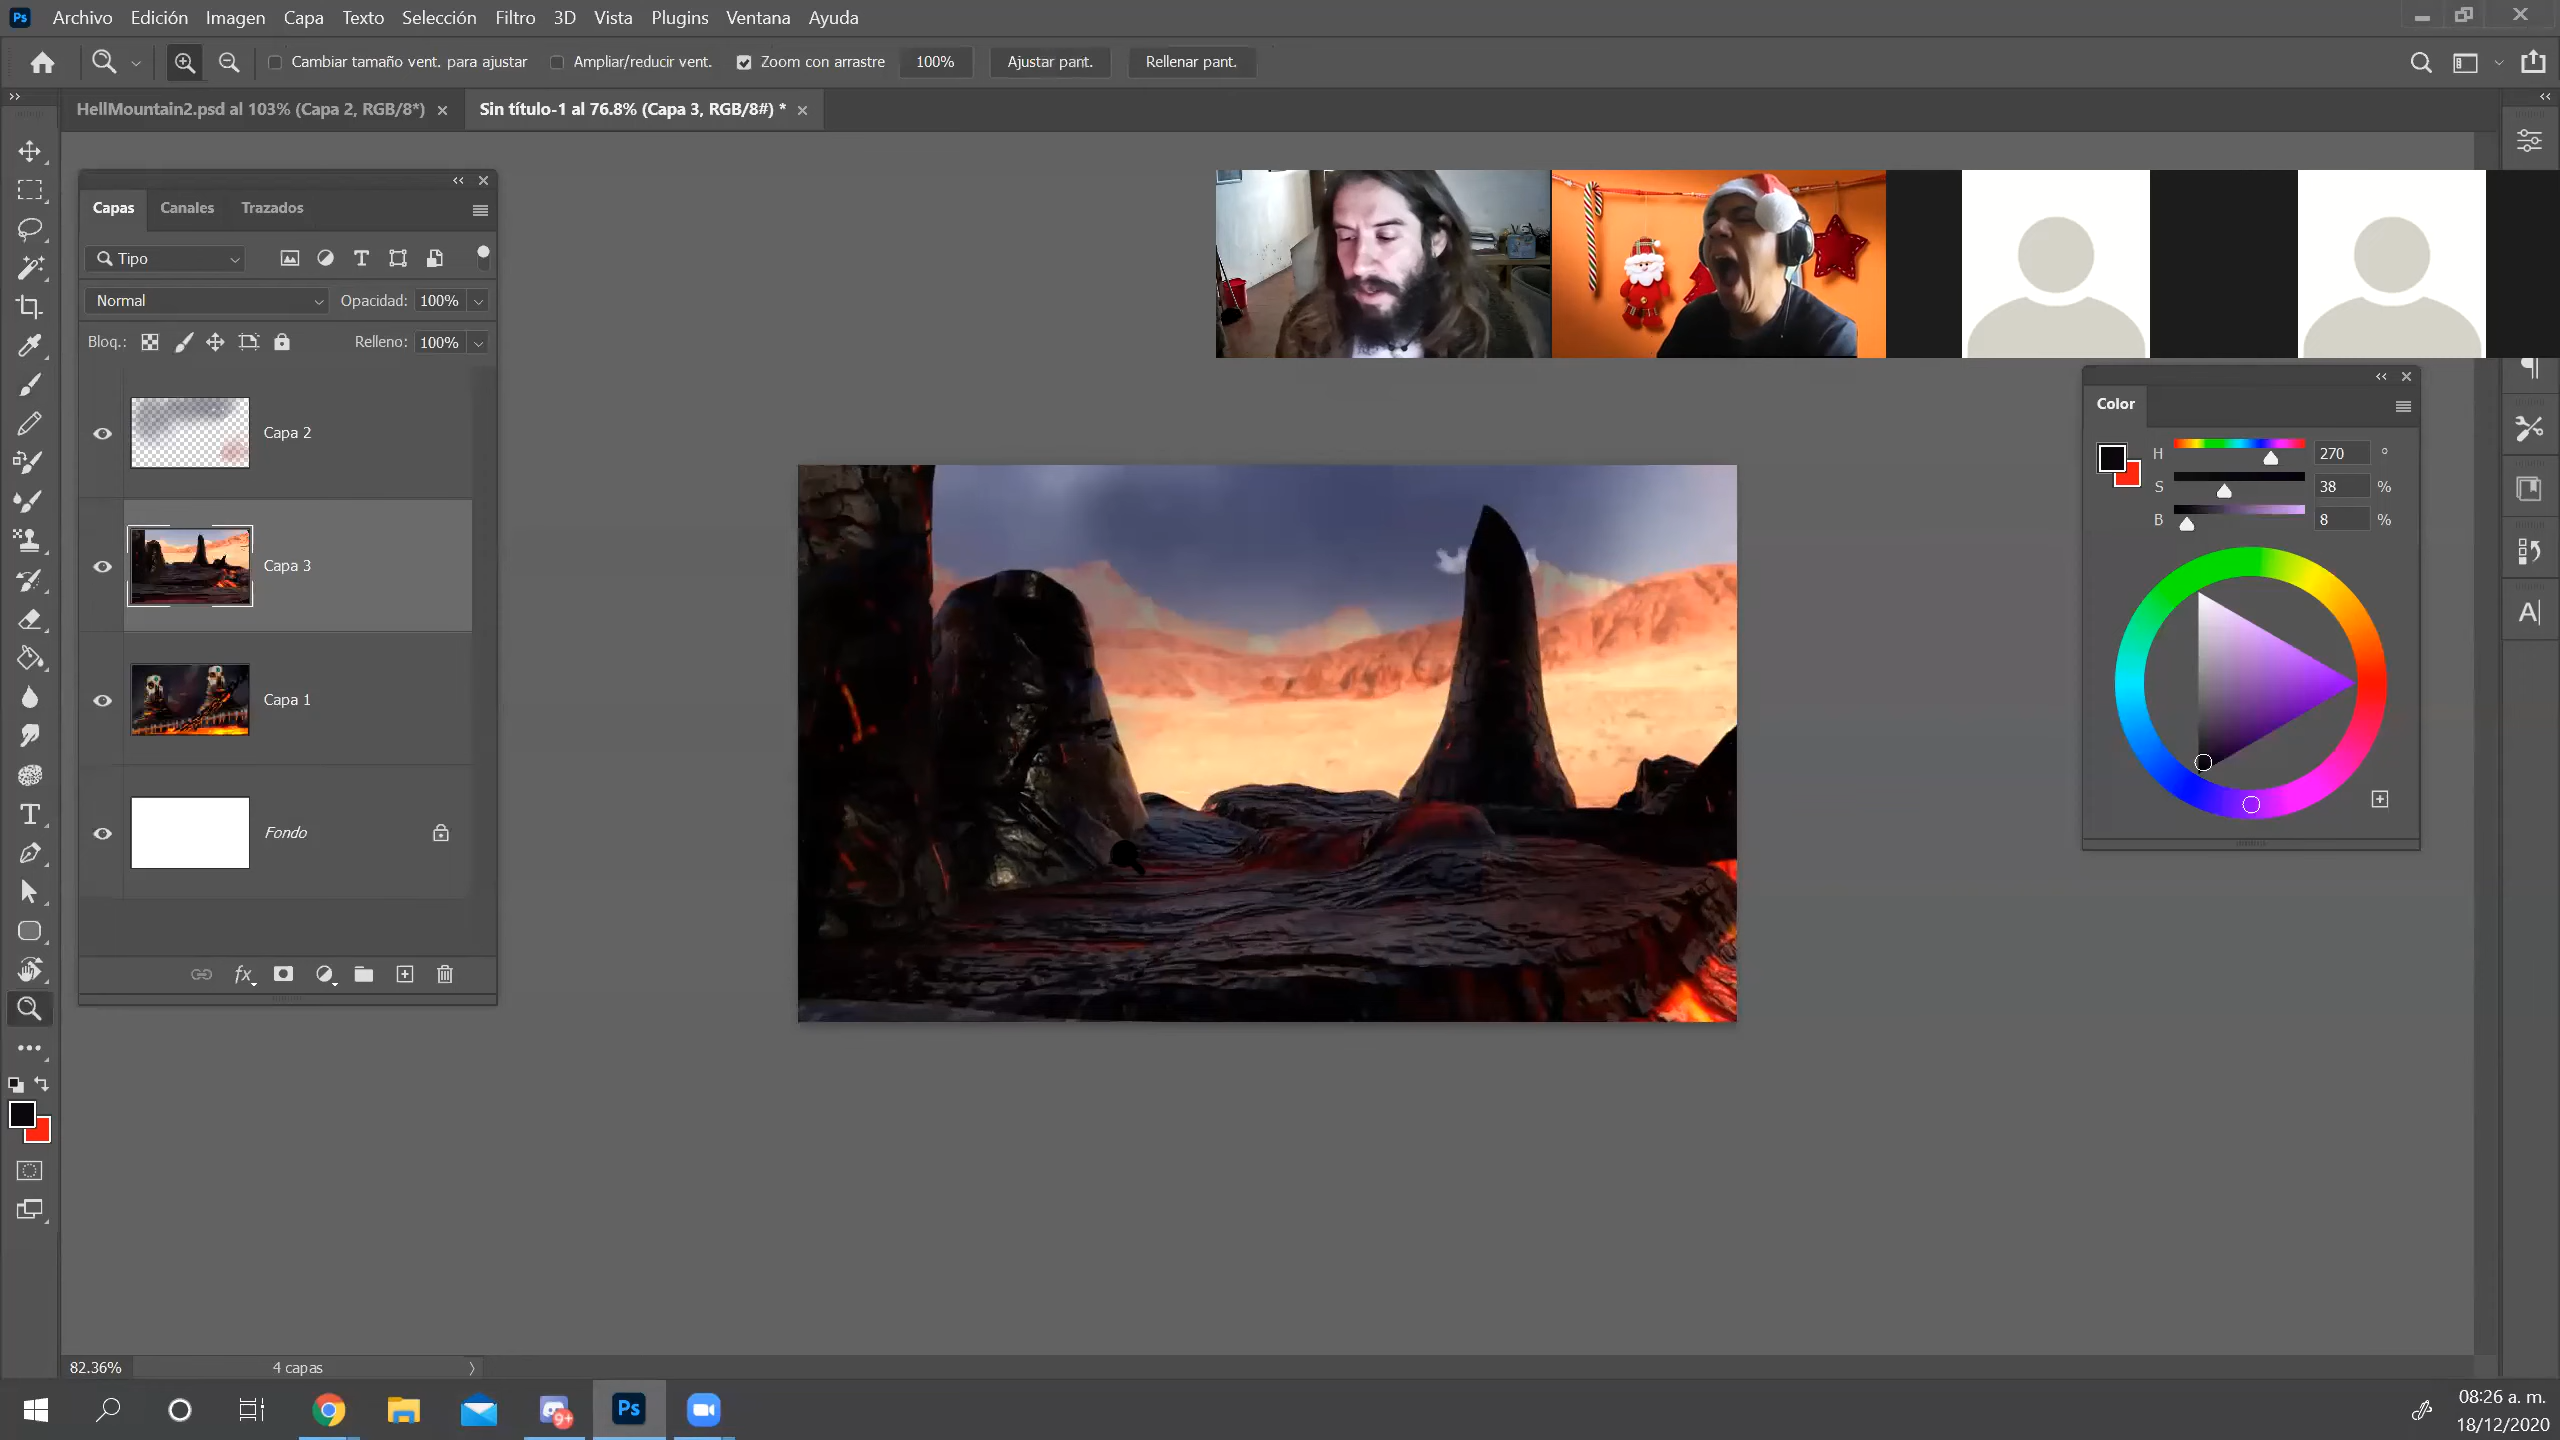 Ps Archivo Edición Imagen Capa Texto Selección Filtro 3D Vista Plugins Ventana Ayuda
Cambiar tamaño vent. para ajustar Ampliar/reducir vent. Zoom con arrastre 100% Ajustar pant. Rellenar pant.
HellMountain2.psd al 103% (Capa 2, RGB/8*) Sin título-1 al 76.8% (Capa 3, RGB/8#) *
Capas Canales Trazados
Tipo
Normal Opacidad: 100%
Bloq.: Relleno: 100%
Capa 2
Capa 3
Capa 1
Fondo
fx
Color
H 270 °
S 38 %
B 8 %
82.36% 4 capas
9+ Ps
08:26 a. m.
18/12/2020